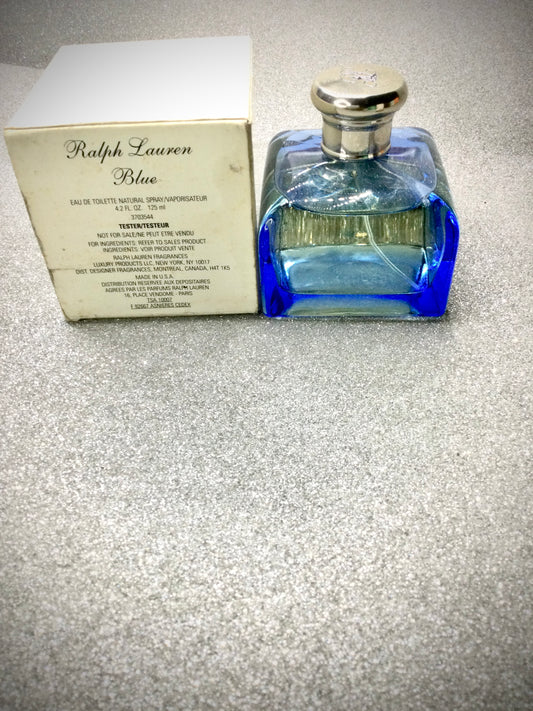 Ralph Lauren
Blue
EAU DE TOILETTE NATURAL SPRAY/VAPORISATEUR
4.2 FL. OZ. 125 ml
3703544
TESTER/TESTEUR
NOT FOR SALE/NE PEUT ETRE VENDU
FOR INGREDIENTS: REFER TO SALES PRODUCT
INGREDIENTS: VOIR PRODUIT VENTE
RALPH LAUREN FRAGRANCES
LUXURY PRODUCTS LLC, NEW YORK, NY 10017
DIST. DESIGNER FRAGRANCES, MONTREAL, CANADA, H4T 1K5
MADE IN U.S.A.
DISTRIBUTION RESERVEE AUX DEPOSITAIRES
AGREES PAR LES PARFUMS RALPH LAUREN
16, PLACE VENDOME - PARIS
TSA 10007
F 92667 ASNIERES CEDEX